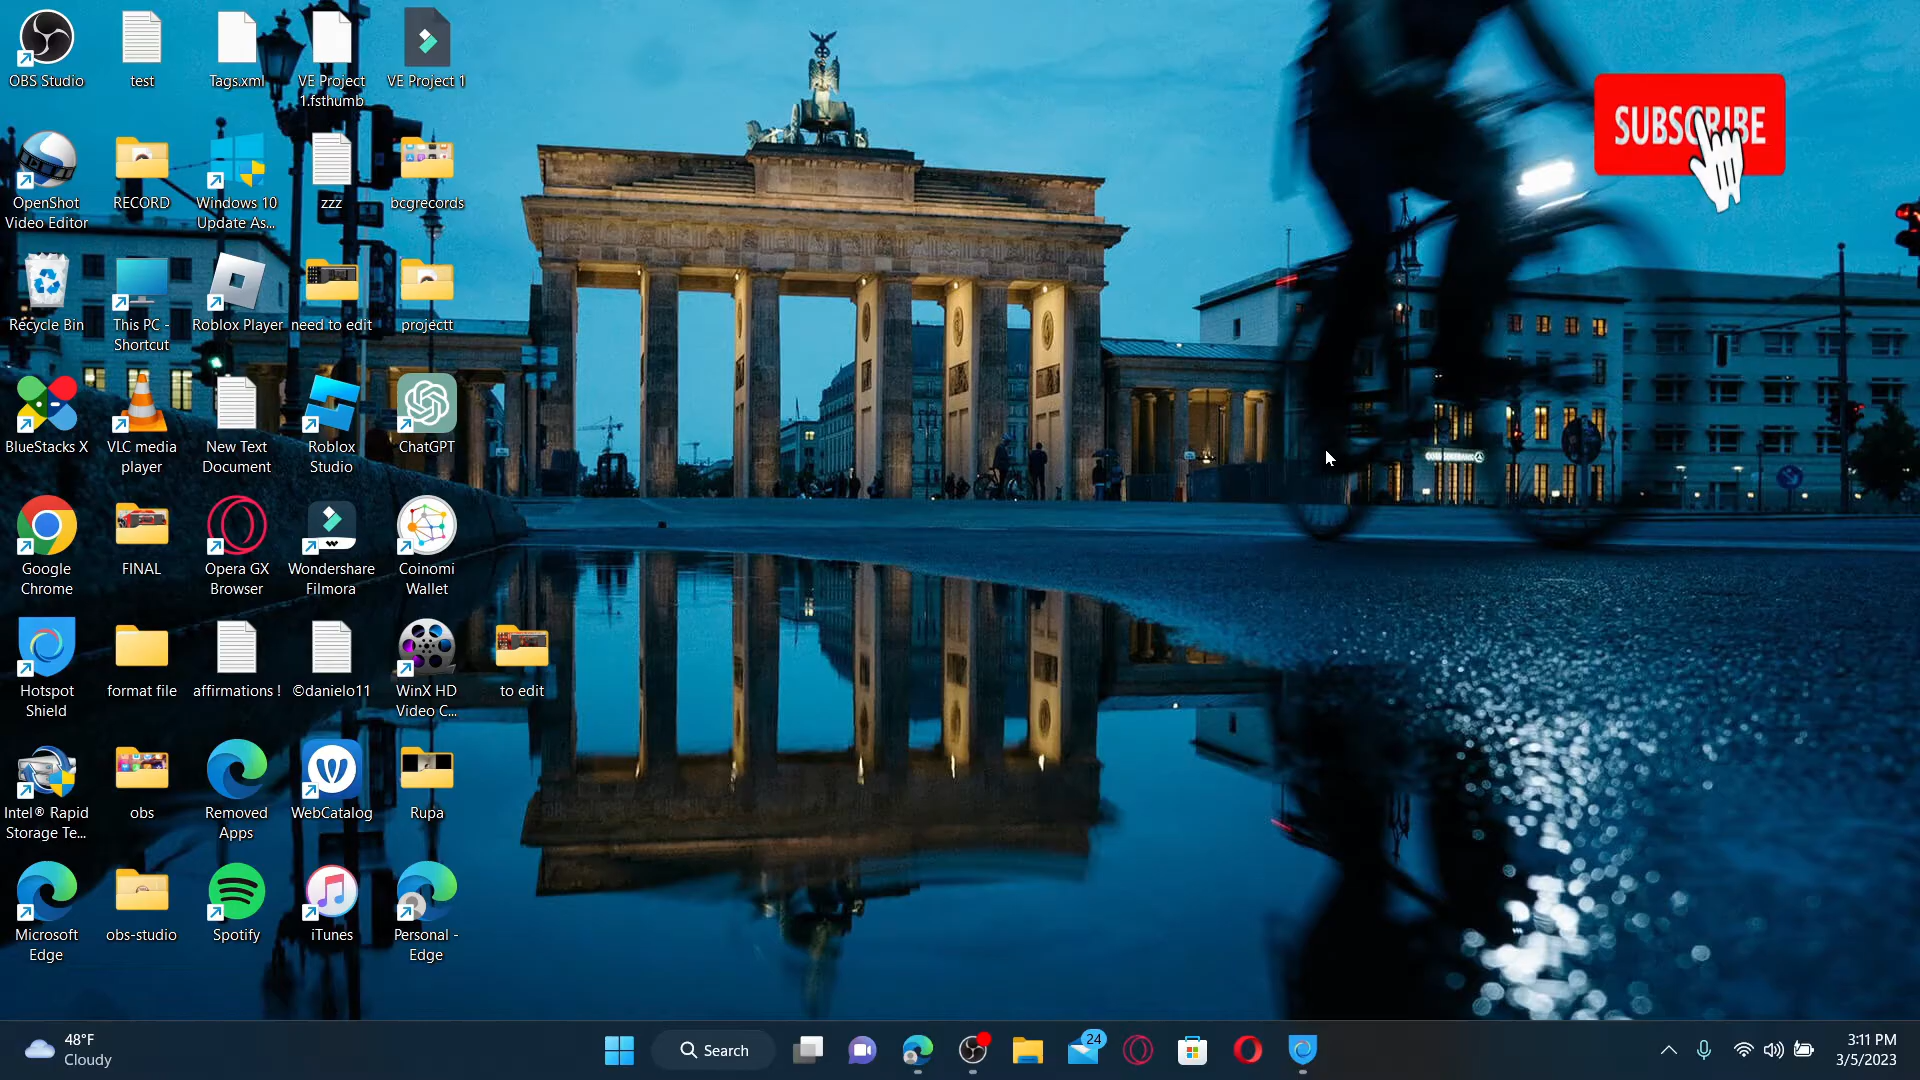 OBS Studio
test
Tags.xml
VE Project
1.fsthumb
VE Project 1
SUBSCRIBE
OpenShot
Video Editor
RECORD
Windows 10
Update As...
zzz
bcgrecords
Recycle Bin
This PC -
Shortcut
Roblox Player
need to edit
projectt
BlueStacks X
VLC media
player
New Text
Document
Roblox
Studio
ChatGPT
Google
Chrome
FINAL
Opera GX
Browser
Wondershare
Filmora
Coinomi
Wallet
Hotspot
Shield
format file
affirmations !
©danielo11
WinX HD
Video C...
to edit
Intel® Rapid
Storage Te...
obs
Removed
Apps
WebCatalog
Rupa
Microsoft
Edge
obs-studio
Spotify
iTunes
Personal -
Edge
48°F
Cloudy
Search
24
3:11 PM
3/5/2023